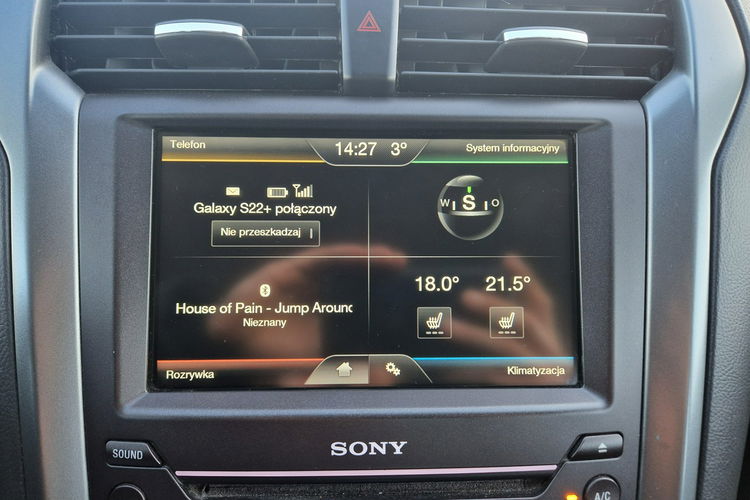 Telefon
14:27 3°
System informacyjny
Galaxy S22+ połączony
Nie przeszkadzaj
W S O
House of Pain - Jump Around
Nieznany
18.0° 21.5°
Rozrywka
Klimatyzacja
SOUND
SONY
A/C